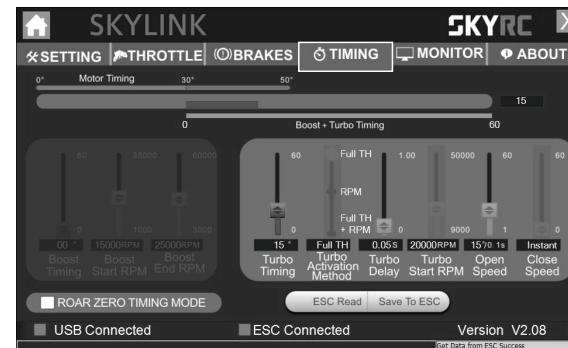 SKYLINK
SKYRC
X
SETTING THROTTLE BRAKES TIMING MONITOR ABOUT
0° Motor Timing 30° 50°
15
0 Boost + Turbo Timing 60
60 35000 60000
60 Full TH 1.00 50000 60 60
RPM
Full TH + RPM
0 1000 3000
0 0 9000 1 0
00 ° 15000RPM 25000RPM
15 ° Full TH 0.05 S 20000RPM 15°/0. 1s Instant
Boost Timing
Boost Start RPM
Boost End RPM
Turbo Timing
Turbo Activation Method
Turbo Delay
Turbo Start RPM
Open Speed
Close Speed
ROAR ZERO TIMING MODE
ESC Read Save To ESC
USB Connected ESC Connected Version V2.08
Get Data from ESC Success